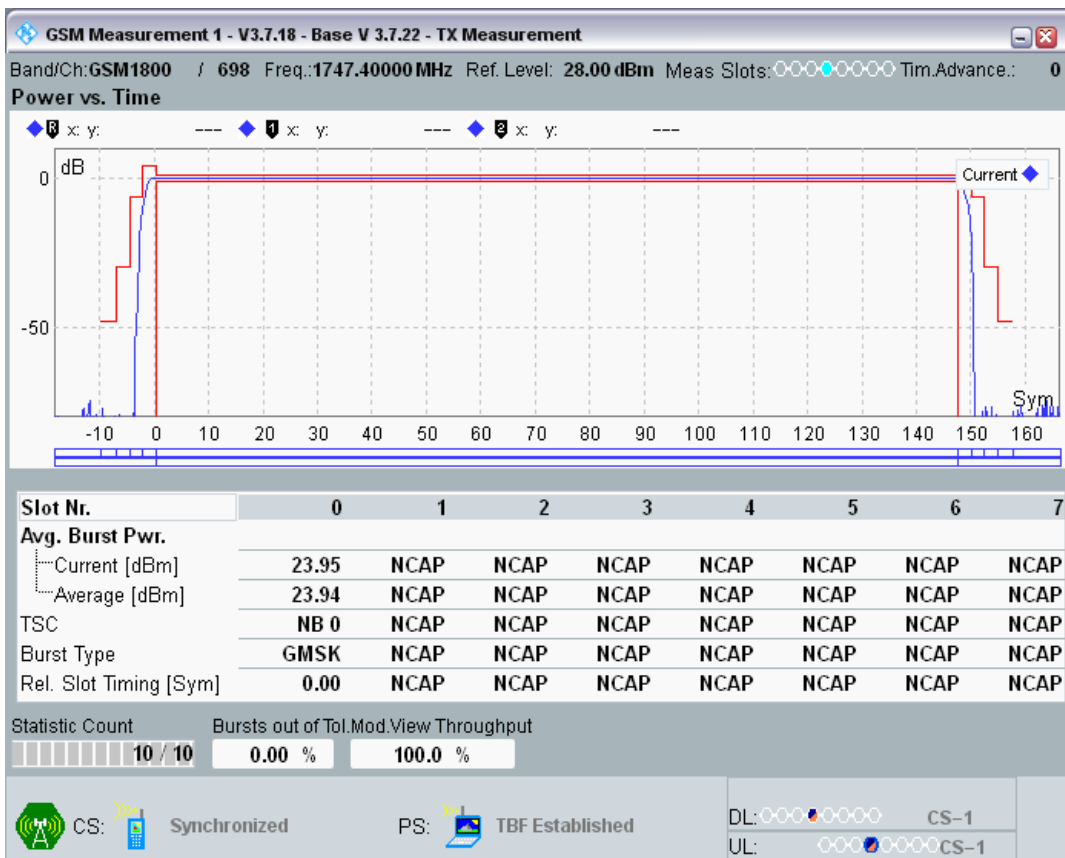 GSM Measurement 1 - V3.7.18 - Base V 3.7.22 - TX Measurement
Band/Ch:GSM1800 / 698 Freq.:1747.40000 MHz Ref. Level: 28.00 dBm Meas Slots: Tim.Advance.: 0
Power vs. Time
R x: y: --- 1 x: y: --- 2 x: y: ---
dB
0
Current
-50
Sym
-10 0 10 20 30 40 50 60 70 80 90 100 110 120 130 140 150 160
Slot Nr. 0 1 2 3 4 5 6 7
Avg. Burst Pwr.
Current [dBm] 23.95 NCAP NCAP NCAP NCAP NCAP NCAP NCAP
Average [dBm] 23.94 NCAP NCAP NCAP NCAP NCAP NCAP NCAP
TSC NB 0 NCAP NCAP NCAP NCAP NCAP NCAP NCAP
Burst Type GMSK NCAP NCAP NCAP NCAP NCAP NCAP NCAP
Rel. Slot Timing [Sym] 0.00 NCAP NCAP NCAP NCAP NCAP NCAP NCAP
Statistic Count Bursts out of Tol.Mod.View Throughput
10 / 10 0.00 % 100.0 %
CS: Synchronized PS: TBF Established DL: CS-1
UL: CS-1